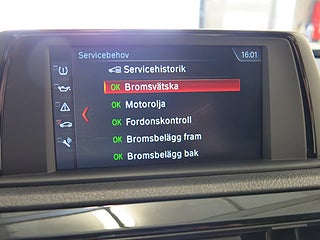 Servicebehov 16:01
Servicehistorik
OK Bromsvätska
OK Motorolja
OK Fordonskontroll
OK Bromsbelägg fram
OK Bromsbelägg bak